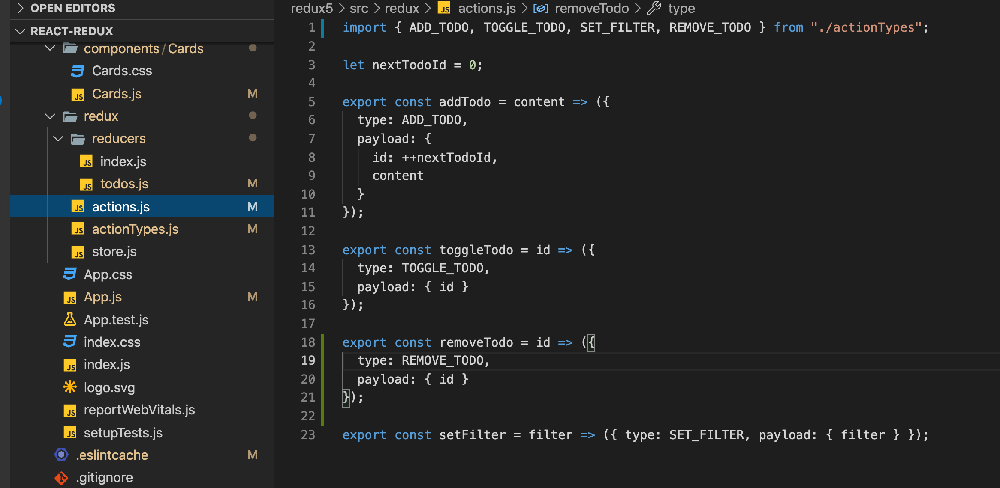 OPEN EDITORS
REACT-REDUX
components / Cards
Cards.css
Cards.js M
redux
reducers
index.js
todos.js M
actions.js M
actionTypes.js M
store.js
App.css
App.js M
App.test.js
index.css
index.js
logo.svg
reportWebVitals.js
setupTests.js
.eslintcache M
.gitignore
redux5 > src > redux > JS actions.js > removeTodo > type
1 import { ADD_TODO, TOGGLE_TODO, SET_FILTER, REMOVE_TODO } from "./actionTypes";
2
3 let nextTodoId = 0;
4
5 export const addTodo = content => ({
6 type: ADD_TODO,
7 payload: {
8 id: ++nextTodoId,
9 content
10 }
11 });
12
13 export const toggleTodo = id => ({
14 type: TOGGLE_TODO,
15 payload: { id }
16 });
17
18 export const removeTodo = id => ({
19 type: REMOVE_TODO,
20 payload: { id }
21 });
22
23 export const setFilter = filter => ({ type: SET_FILTER, payload: { filter } });